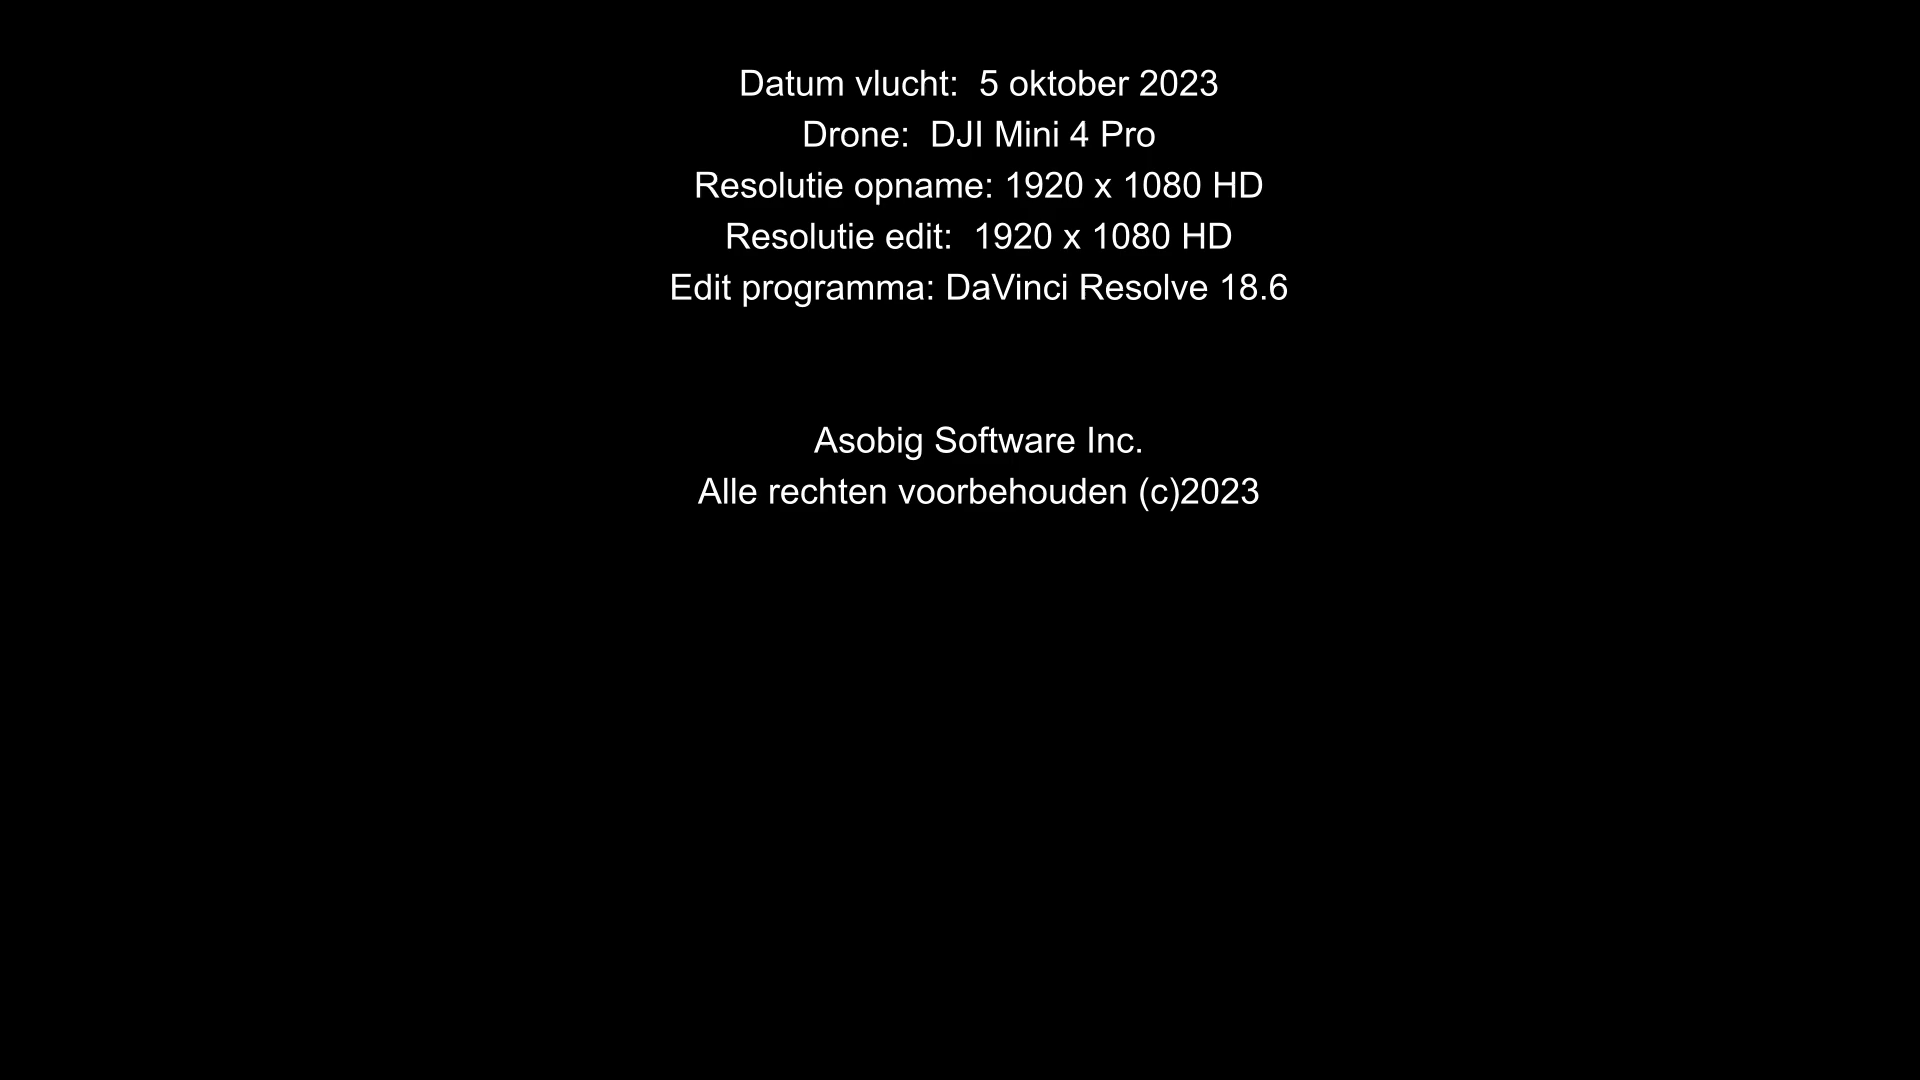 Datum vlucht:  5 oktober 2023
Drone:  DJI Mini 4 Pro
Resolutie opname: 1920 x 1080 HD
Resolutie edit:  1920 x 1080 HD
Edit programma: DaVinci Resolve 18.6
Asobig Software Inc.
Alle rechten voorbehouden (c)2023